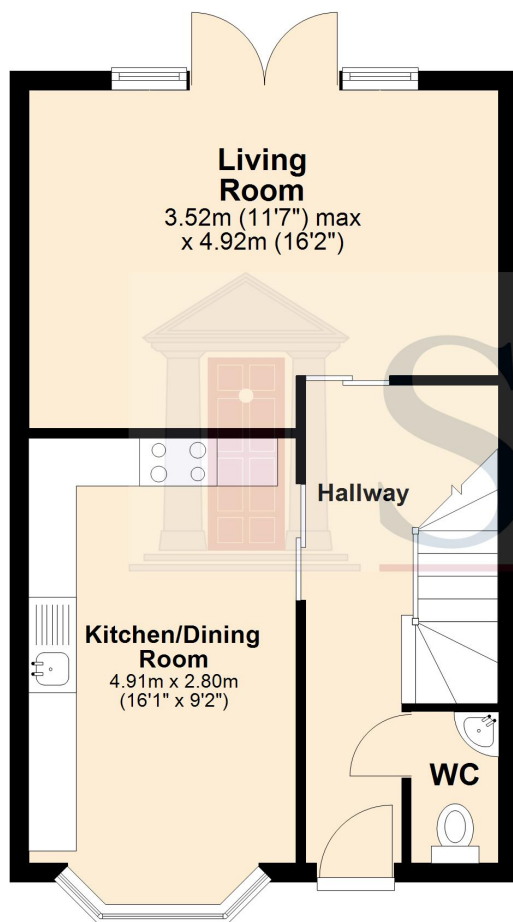 Living
Room
3.52m (11'7") max
x 4.92m (16'2")
S
Hallway
Kitchen/Dining
Room
4.91m x 2.80m
(16'1" x 9'2")
WC